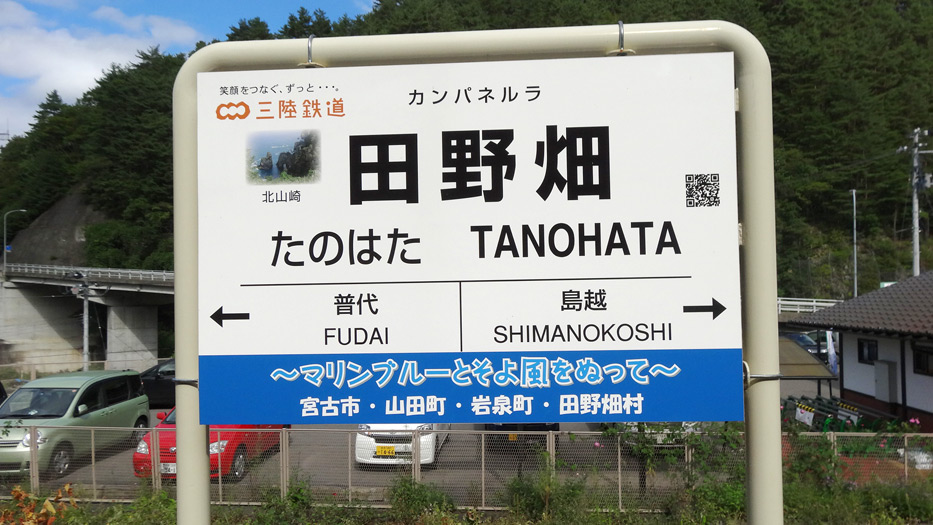 笑顔をつなぐ、ずっと・・・。
三陸鉄道
カンパネルラ
北山崎
田野畑
たのはた TANOHATA
普代 島越
FUDAI SHIMANOKOSHI
～マリンブルーとそよ風をぬって～
宮古市・山田町・岩泉町・田野畑村